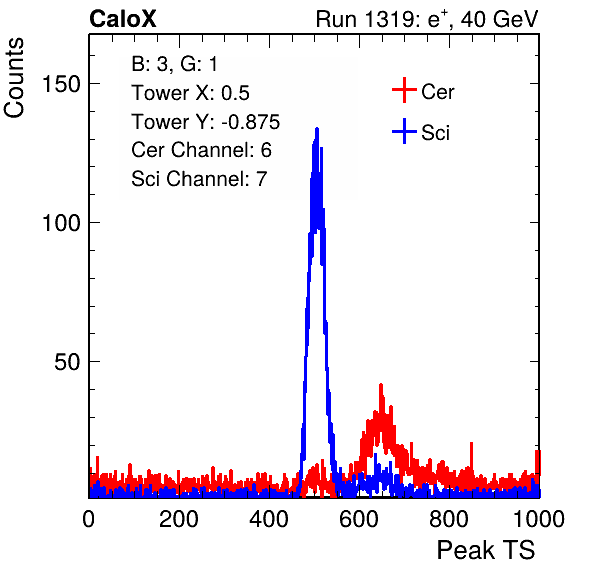 CaloX Run 1319: e⁺, 40 GeV
Counts
B: 3, G: 1
Tower X: 0.5
Tower Y: -0.875
Cer Channel: 6
Sci Channel: 7
Cer
Sci
150
100
50
0 200 400 600 800 1000
Peak TS